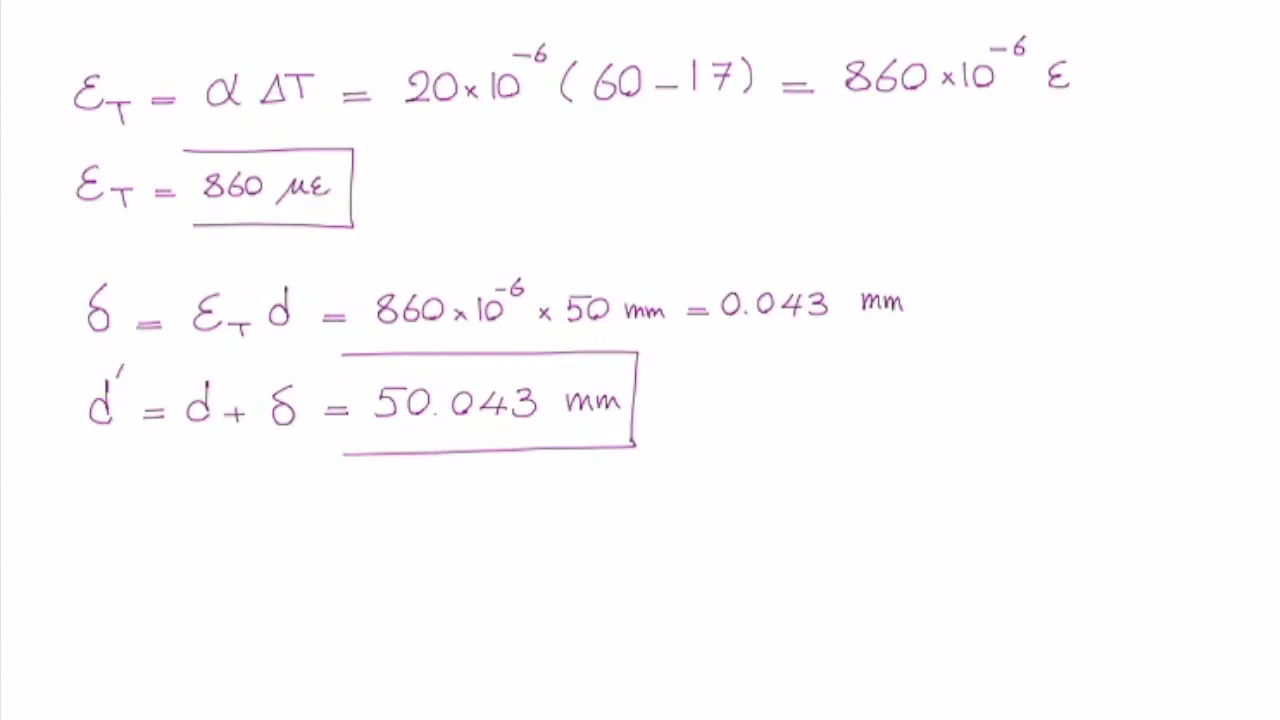 ε_T = α ΔT = 20×10⁻⁶ (60 − 17) = 860 ×10⁻⁶ ε
ε_T = 860 με
δ = ε_T d = 860×10⁻⁶ × 50 mm = 0.043 mm
d′ = d + δ = 50.043 mm